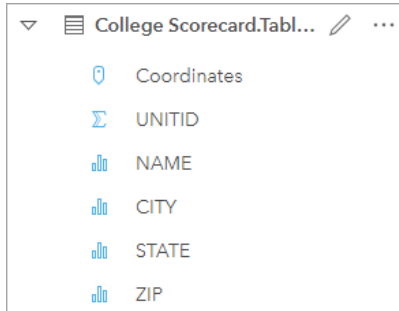 College Scorecard.Tabl... ...
Coordinates
UNITID
NAME
CITY
STATE
ZIP